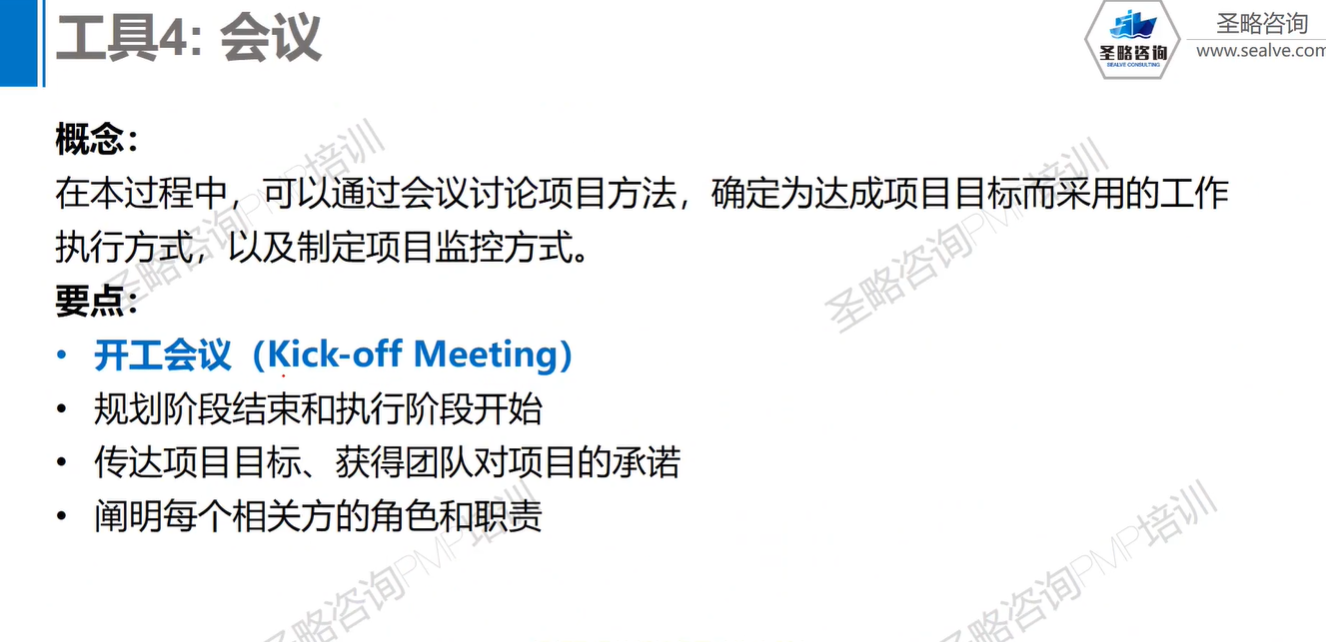 工具4: 会议
圣略咨询
SEALVE CONSULTING
圣略咨询
www.sealve.com
概念：
在本过程中，可以通过会议讨论项目方法，确定为达成项目目标而采用的工作
执行方式，以及制定项目监控方式。
要点：
• 开工会议（Kick-off Meeting）
• 规划阶段结束和执行阶段开始
• 传达项目目标、获得团队对项目的承诺
• 阐明每个相关方的角色和职责
圣略咨询PMP培训
圣略咨询PMP培训
圣略咨询PMP培训
圣略咨询PMP培训